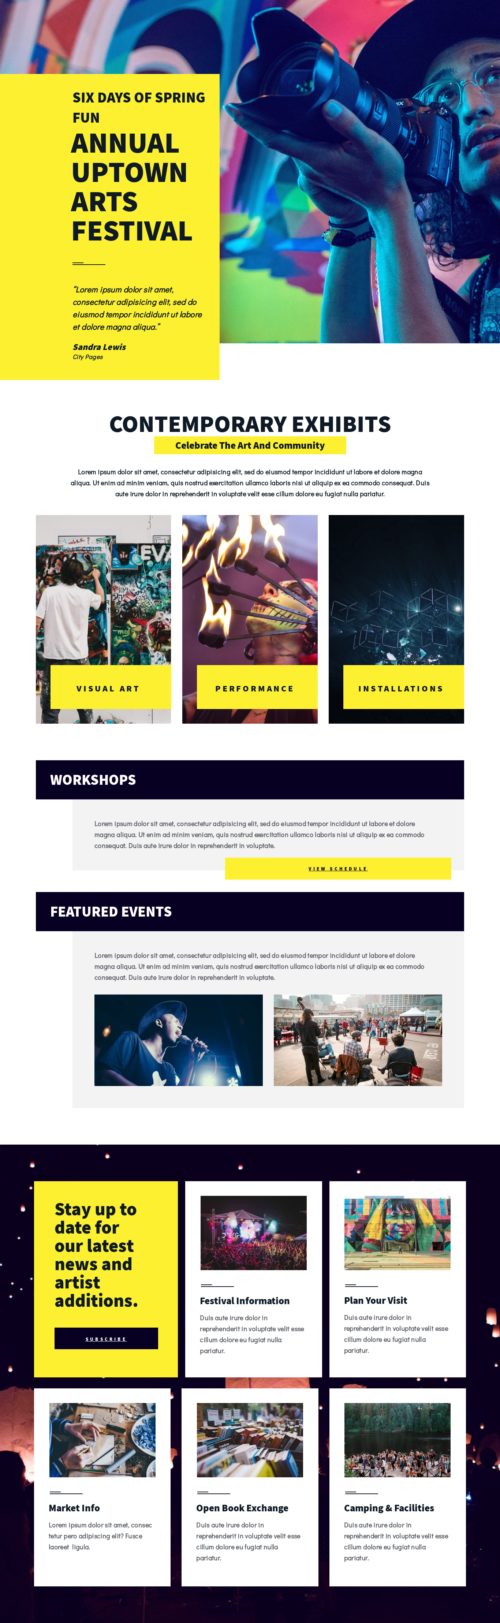 SIX DAYS OF SPRING
FUN
ANNUAL
UPTOWN
ARTS
FESTIVAL
"Lorem ipsum dolor sit amet,
consectetur adipisicing elit, sed do
eiusmod tempor incididunt ut labore
et dolore magna aliqua."
Sandra Lewis
City Pages
CONTEMPORARY EXHIBITS
Celebrate The Art And Community
Lorem ipsum dolor sit amet, consectetur adipisicing elit, sed do eiusmod tempor incididunt ut labore et dolore magna
aliqua. Ut enim ad minim veniam, quis nostrud exercitation ullamco laboris nisi ut aliquip ex ea commodo consequat. Duis
aute irure dolor in reprehenderit in voluptate velit esse cillum dolore eu fugiat nulla pariatur.
VISUAL ART
PERFORMANCE
INSTALLATIONS
WORKSHOPS
Lorem ipsum dolor sit amet, consectetur adipisicing elit, sed do eiusmod tempor incididunt ut labore et dolore
magna aliqua. Ut enim ad minim veniam, quis nostrud exercitation ullamco laboris nisi ut aliquip ex ea commodo
consequat. Duis aute irure dolor in reprehenderit in voluptate.
VIEW SCHEDULE
FEATURED EVENTS
Lorem ipsum dolor sit amet, consectetur adipisicing elit, sed do eiusmod tempor incididunt ut labore et dolore
magna aliqua. Ut enim ad minim veniam, quis nostrud exercitation ullamco laboris nisi ut aliquip ex ea commodo
consequat. Duis aute irure dolor in reprehenderit in voluptate.
Stay up to
date for
our latest
news and
artist
additions.
SUBSCRIBE
Festival Information
Duis aute irure dolor in
reprehenderit in voluptate velit esse
cillum dolore eu fugiat nulla
pariatur.
Plan Your Visit
Duis aute irure dolor in
reprehenderit in voluptate velit esse
cillum dolore eu fugiat nulla
pariatur.
Market Info
Lorem ipsum dolor sit amet, consec
tetur pero adipiscing elit? Fusce
laoreet ligula.
Open Book Exchange
Duis aute irure dolor in
reprehenderit in voluptate velit esse
cillum dolore eu fugiat nulla
pariatur.
Camping & Facilities
Duis aute irure dolor in
reprehenderit in voluptate velit esse
cillum dolore eu fugiat nulla
pariatur.